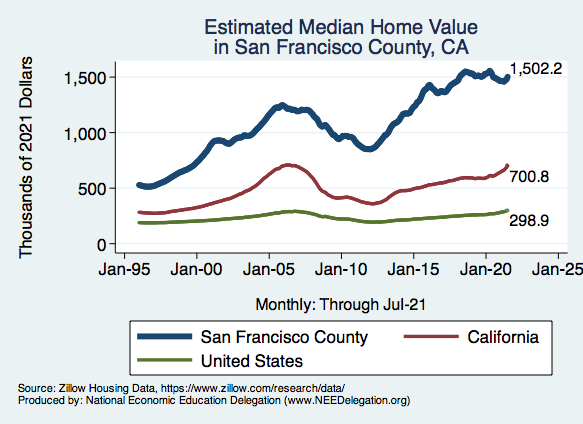 Estimated Median Home Value
in San Francisco County, CA
Thousands of 2021 Dollars
1,500
1,000
500
0
1,502.2
700.8
298.9
Jan-95 Jan-00 Jan-05 Jan-10 Jan-15 Jan-20 Jan-25
Monthly: Through Jul-21
San Francisco County California
United States
Source: Zillow Housing Data, https://www.zillow.com/research/data/
Produced by: National Economic Education Delegation (www.NEEDelegation.org)